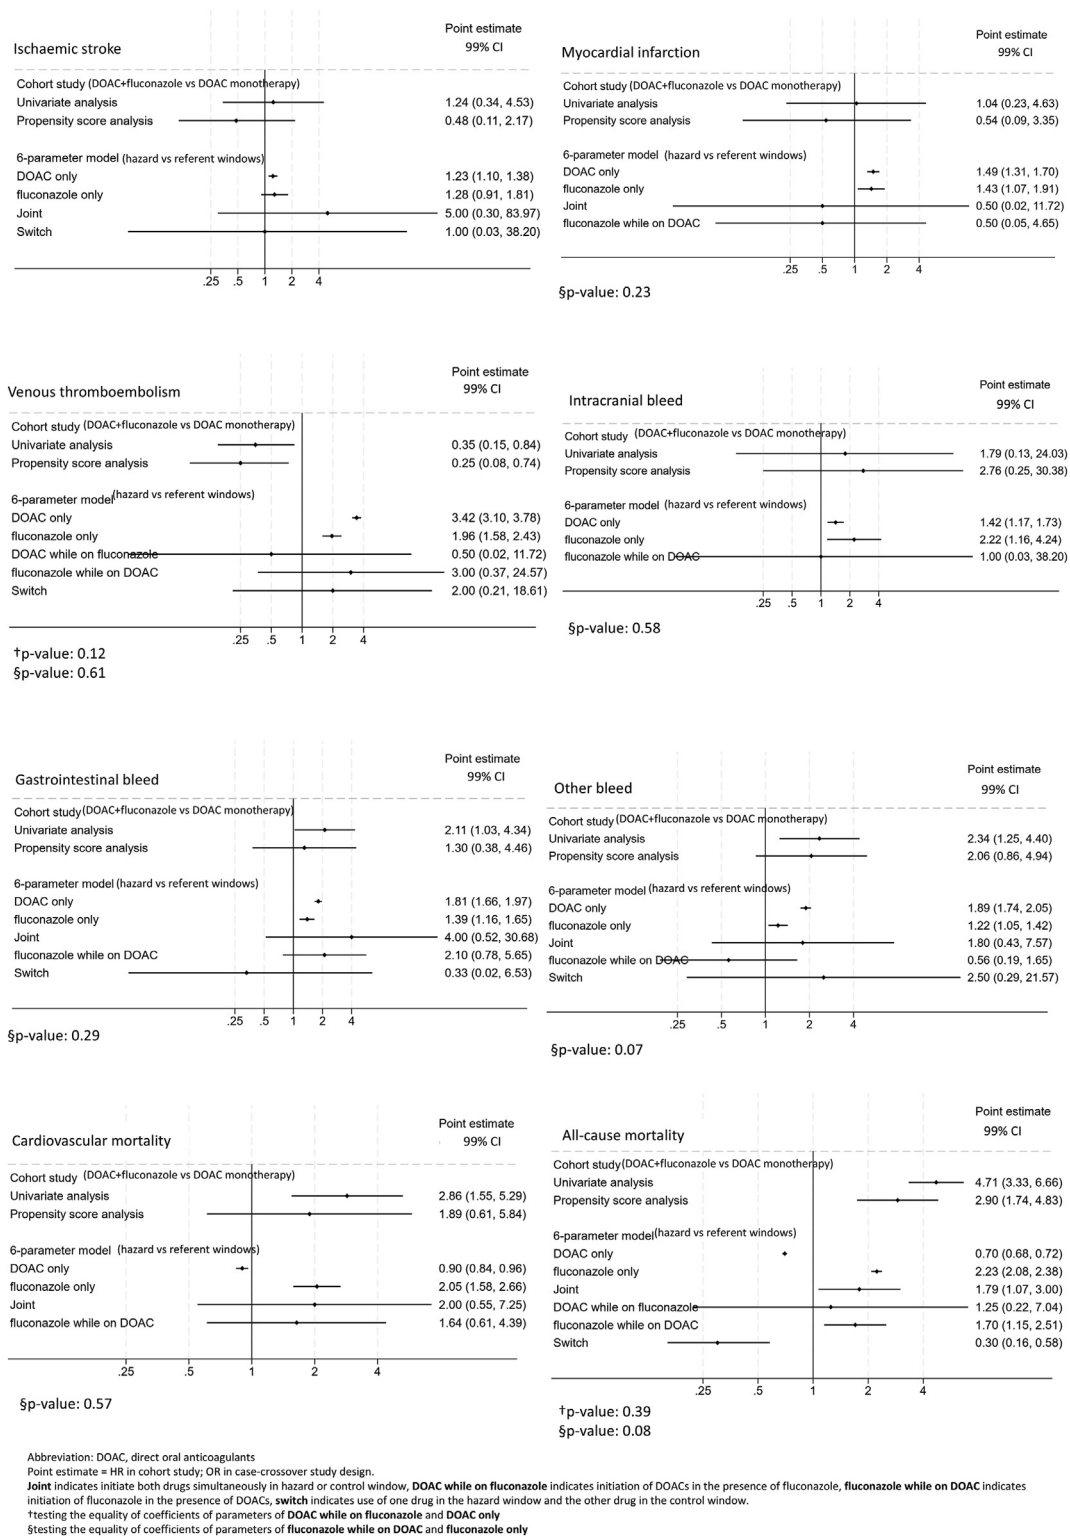 Ischaemic stroke
Point estimate
99% CI
Cohort study (DOAC+fluconazole vs DOAC monotherapy)
Univariate analysis 1.24 (0.34, 4.53)
Propensity score analysis 0.48 (0.11, 2.17)
6-parameter model (hazard vs referent windows)
DOAC only 1.23 (1.10, 1.38)
fluconazole only 1.28 (0.91, 1.81)
Joint 5.00 (0.30, 83.97)
Switch 1.00 (0.03, 38.20)
.25 .5 1 2 4
Myocardial infarction
Point estimate
99% CI
Cohort study (DOAC+fluconazole vs DOAC monotherapy)
Univariate analysis 1.04 (0.23, 4.63)
Propensity score analysis 0.54 (0.09, 3.35)
6-parameter model (hazard vs referent windows)
DOAC only 1.49 (1.31, 1.70)
fluconazole only 1.43 (1.07, 1.91)
Joint 0.50 (0.02, 11.72)
fluconazole while on DOAC 0.50 (0.05, 4.65)
.25 .5 1 2 4
§p-value: 0.23
Venous thromboembolism
Point estimate
99% CI
Cohort study (DOAC+fluconazole vs DOAC monotherapy)
Univariate analysis 0.35 (0.15, 0.84)
Propensity score analysis 0.25 (0.08, 0.74)
6-parameter model (hazard vs referent windows)
DOAC only 3.42 (3.10, 3.78)
fluconazole only 1.96 (1.58, 2.43)
DOAC while on fluconazole 0.50 (0.02, 11.72)
fluconazole while on DOAC 3.00 (0.37, 24.57)
Switch 2.00 (0.21, 18.61)
.25 .5 1 2 4
†p-value: 0.12
§p-value: 0.61
Intracranial bleed
Point estimate
99% CI
Cohort study (DOAC+fluconazole vs DOAC monotherapy)
Univariate analysis 1.79 (0.13, 24.03)
Propensity score analysis 2.76 (0.25, 30.38)
6-parameter model (hazard vs referent windows)
DOAC only 1.42 (1.17, 1.73)
fluconazole only 2.22 (1.16, 4.24)
fluconazole while on DOAC 1.00 (0.03, 38.20)
.25 .5 1 2 4
§p-value: 0.58
Gastrointestinal bleed
Point estimate
99% CI
Cohort study (DOAC+fluconazole vs DOAC monotherapy)
Univariate analysis 2.11 (1.03, 4.34)
Propensity score analysis 1.30 (0.38, 4.46)
6-parameter model (hazard vs referent windows)
DOAC only 1.81 (1.66, 1.97)
fluconazole only 1.39 (1.16, 1.65)
Joint 4.00 (0.52, 30.68)
fluconazole while on DOAC 2.10 (0.78, 5.65)
Switch 0.33 (0.02, 6.53)
.25 .5 1 2 4
§p-value: 0.29
Other bleed
Point estimate
99% CI
Cohort study (DOAC+fluconazole vs DOAC monotherapy)
Univariate analysis 2.34 (1.25, 4.40)
Propensity score analysis 2.06 (0.86, 4.94)
6-parameter model (hazard vs referent windows)
DOAC only 1.89 (1.74, 2.05)
fluconazole only 1.22 (1.05, 1.42)
Joint 1.80 (0.43, 7.57)
fluconazole while on DOAC 0.56 (0.19, 1.65)
Switch 2.50 (0.29, 21.57)
.25 .5 1 2 4
§p-value: 0.07
Cardiovascular mortality
Point estimate
99% CI
Cohort study (DOAC+fluconazole vs DOAC monotherapy)
Univariate analysis 2.86 (1.55, 5.29)
Propensity score analysis 1.89 (0.61, 5.84)
6-parameter model (hazard vs referent windows)
DOAC only 0.90 (0.84, 0.96)
fluconazole only 2.05 (1.58, 2.66)
Joint 2.00 (0.55, 7.25)
fluconazole while on DOAC 1.64 (0.61, 4.39)
.25 .5 1 2 4
§p-value: 0.57
All-cause mortality
Point estimate
99% CI
Cohort study (DOAC+fluconazole vs DOAC monotherapy)
Univariate analysis 4.71 (3.33, 6.66)
Propensity score analysis 2.90 (1.74, 4.83)
6-parameter model (hazard vs referent windows)
DOAC only 0.70 (0.68, 0.72)
fluconazole only 2.23 (2.08, 2.38)
Joint 1.79 (1.07, 3.00)
DOAC while on fluconazole 1.25 (0.22, 7.04)
fluconazole while on DOAC 1.70 (1.15, 2.51)
Switch 0.30 (0.16, 0.58)
.25 .5 1 2 4
†p-value: 0.39
§p-value: 0.08
Abbreviation: DOAC, direct oral anticoagulants
Point estimate = HR in cohort study; OR in case-crossover study design.
Joint indicates initiate both drugs simultaneously in hazard or control window, DOAC while on fluconazole indicates initiation of DOACs in the presence of fluconazole, fluconazole while on DOAC indicates
initiation of fluconazole in the presence of DOACs, switch indicates use of one drug in the hazard window and the other drug in the control window.
†testing the equality of coefficients of parameters of DOAC while on fluconazole and DOAC only
§testing the equality of coefficients of parameters of fluconazole while on DOAC and fluconazole only